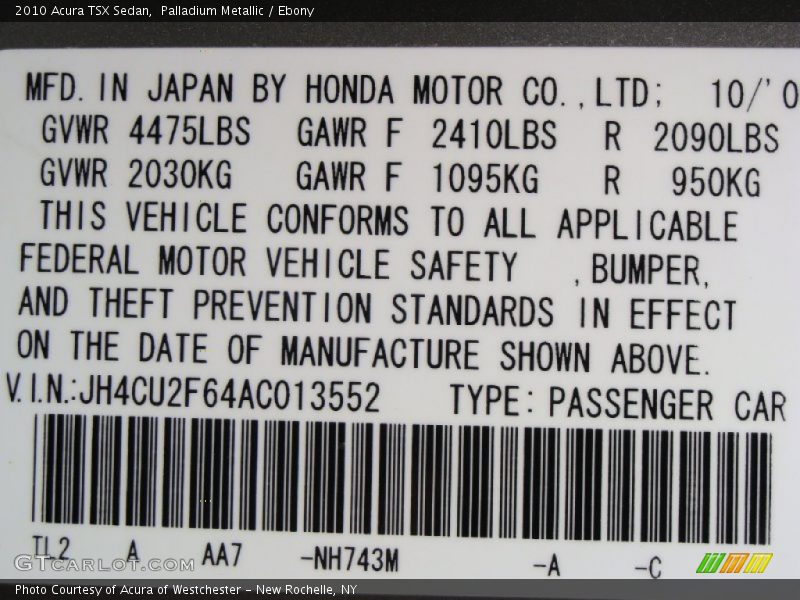 2010 Acura TSX Sedan, Palladium Metallic / Ebony
MFD. IN JAPAN BY HONDA MOTOR CO., LTD; 10/'0
GVWR 4475LBS GAWR F 2410LBS R 2090LBS
GVWR 2030KG GAWR F 1095KG R 950KG
THIS VEHICLE CONFORMS TO ALL APPLICABLE
FEDERAL MOTOR VEHICLE SAFETY , BUMPER,
AND THEFT PREVENTION STANDARDS IN EFFECT
ON THE DATE OF MANUFACTURE SHOWN ABOVE.
V.I.N.:JH4CU2F64AC013552 TYPE: PASSENGER CAR
TL2 A AA7 -NH743M -A -C
GTCARLOT.COM
Photo Courtesy of Acura of Westchester - New Rochelle, NY